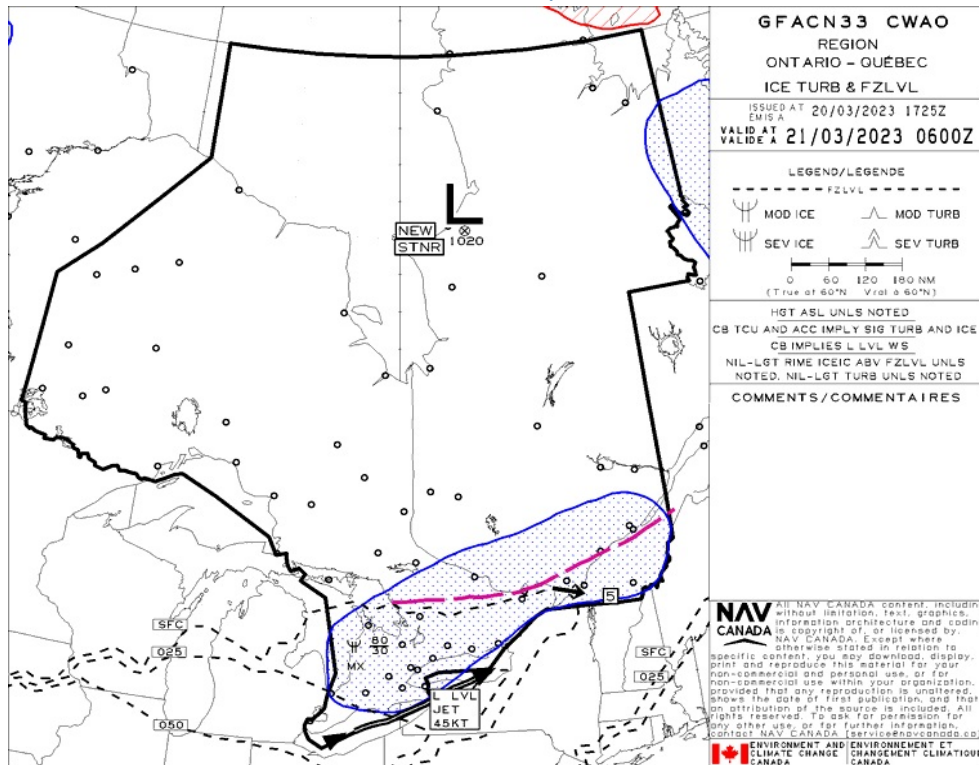 GFACN33 CWAO
REGION
ONTARIO – QUÉBEC
ICE TURB & FZLVL
ISSUED AT
ÉMIS A
20/03/2023 1725Z
VALID AT
VALIDE A
21/03/2023 0600Z
LEGEND/LÉGENDE
FZLVL
MOD ICE
MOD TURB
SEV ICE
SEV TURB
0 60 120 180 NM
(True at 60°N Vrai à 60°N)
HGT ASL UNLS NOTED
CB TCU AND ACC IMPLY SIG TURB AND ICE
CB IMPLIES L LVL WS
NIL-LGT RIME ICEIC ABV FZLVL UNLS
NOTED. NIL-LGT TURB UNLS NOTED
COMMENTS/COMMENTAIRES
L
NEW
STNR
1020
SFC
025
050
80
30
MX
L LVL
JET
45KT
5
SFC
025
NAV
CANADA
All NAV CANADA content, including
without limitation, text, graphics,
information architecture and coding
is copyright of, or licensed by,
NAV CANADA. Except where
otherwise stated in relation to
specific content, you may download, display,
print and reproduce this material for your
non-commercial and personal use, or for
non-commercial use within your organization,
provided that any reproduction is unaltered,
shows the date of first publication, and that
an attribution of the source is included. All
rights reserved. To ask for permission for
any other use, or for further information,
contact NAV CANADA [service@navcanada.ca]
ENVIRONMENT AND
CLIMATE CHANGE
CANADA
ENVIRONNEMENT ET
CHANGEMENT CLIMATIQUE
CANADA